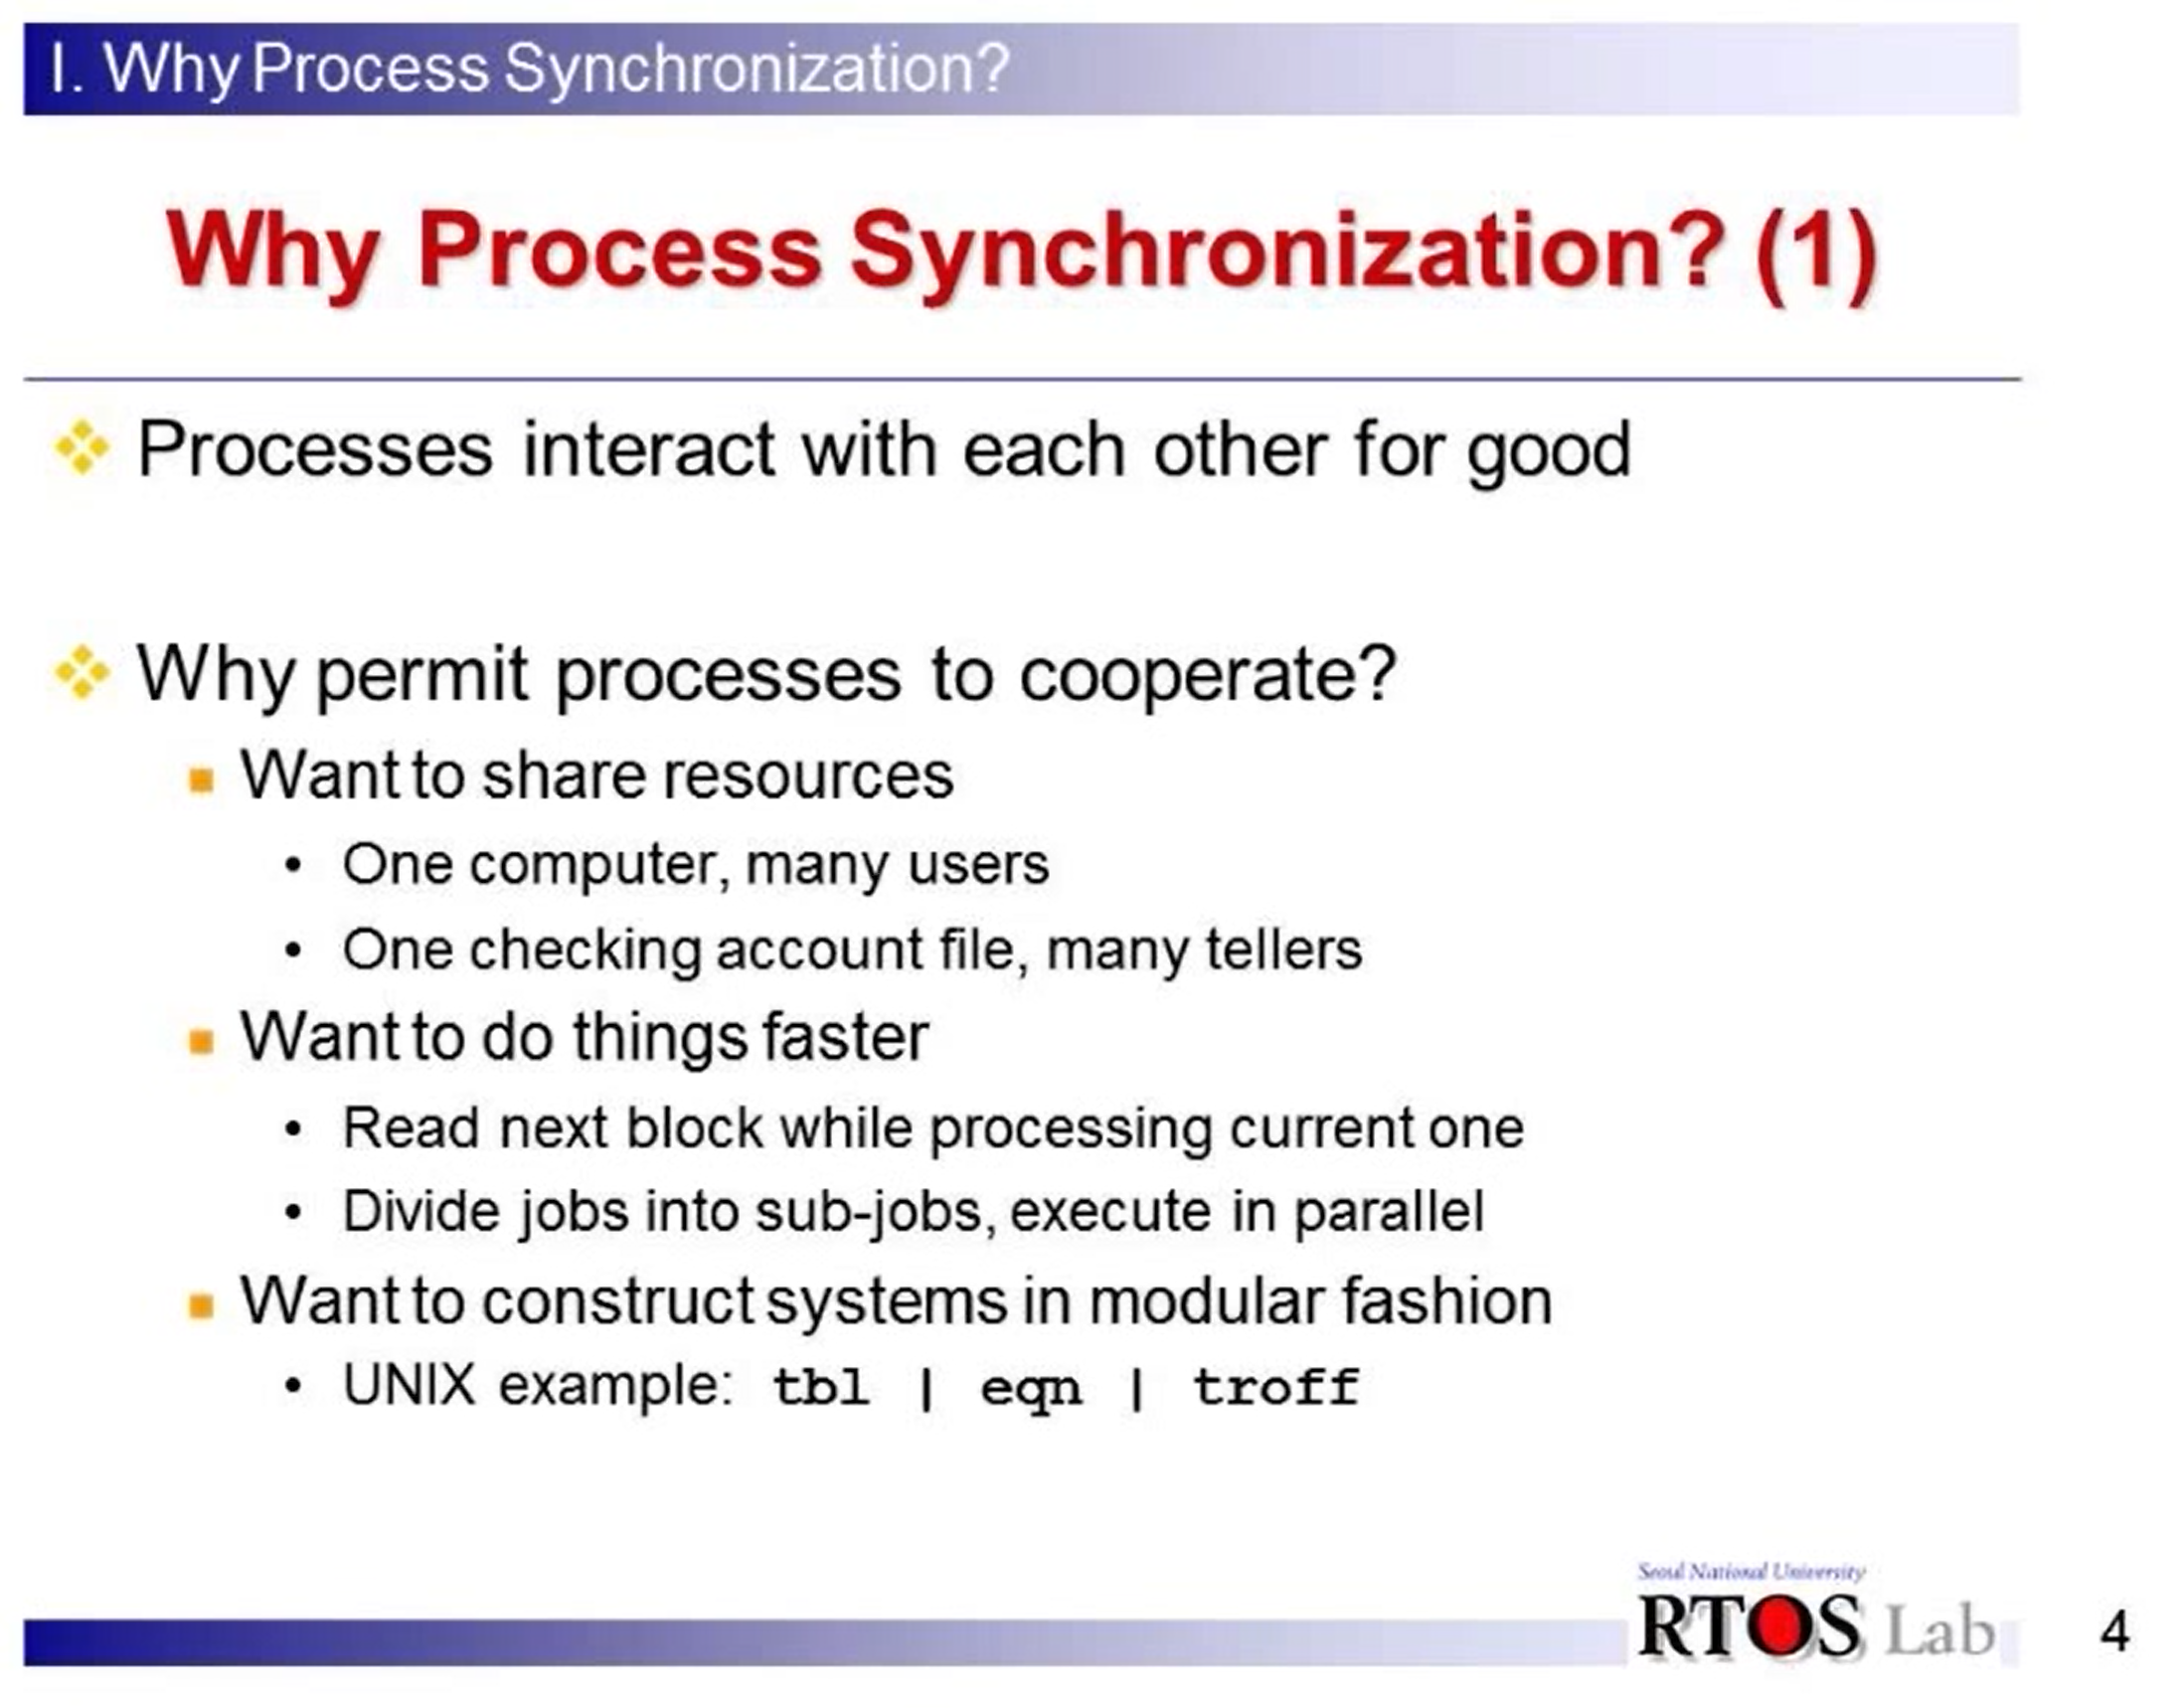 I. Why Process Synchronization?
Why Process Synchronization? (1)
Processes interact with each other for good
Why permit processes to cooperate?
Want to share resources
• One computer, many users
• One checking account file, many tellers
Want to do things faster
• Read next block while processing current one
• Divide jobs into sub-jobs, execute in parallel
Want to construct systems in modular fashion
• UNIX example: tbl | eqn | troff
Seoul National University
RTOS Lab
4